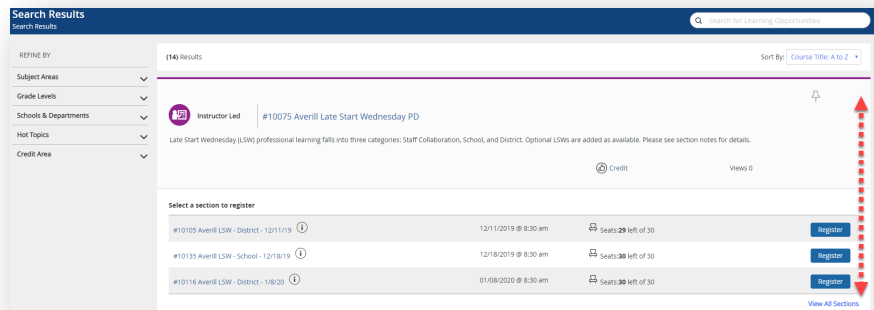 Search Results
Search Results
Search for Learning Opportunities
REFINE BY
Subject Areas
Grade Levels
Schools & Departments
Hot Topics
Credit Area
(14) Results
Sort By: Course Title: A to Z
Instructor Led
#10075 Averill Late Start Wednesday PD
Late Start Wednesday (LSW) professional learning falls into three categories: Staff Collaboration, School, and District. Optional LSWs are added as available. Please see section notes for details.
Credit
Views 0
Select a section to register
#10105 Averill LSW - District - 12/11/19 12/11/2019 @ 8:30 am Seats:29 left of 30 Register
#10135 Averill LSW - School - 12/18/19 12/18/2019 @ 8:30 am Seats:30 left of 30 Register
#10116 Averill LSW - District - 1/8/20 01/08/2020 @ 8:30 am Seats:30 left of 30 Register
View All Sections